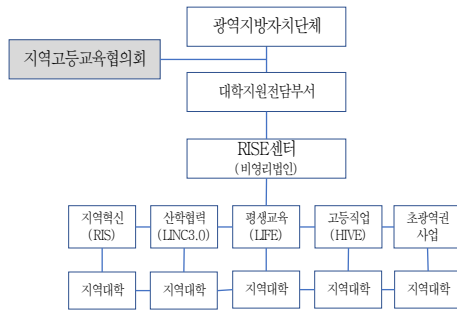 광역지방자치단체
지역고등교육협의회
대학지원전담부서
RISE센터
(비영리법인)
지역혁신
(RIS)
산학협력
(LINC3.0)
평생교육
(LIFE)
고등직업
(HIVE)
초광역권
사업
지역대학
지역대학
지역대학
지역대학
지역대학